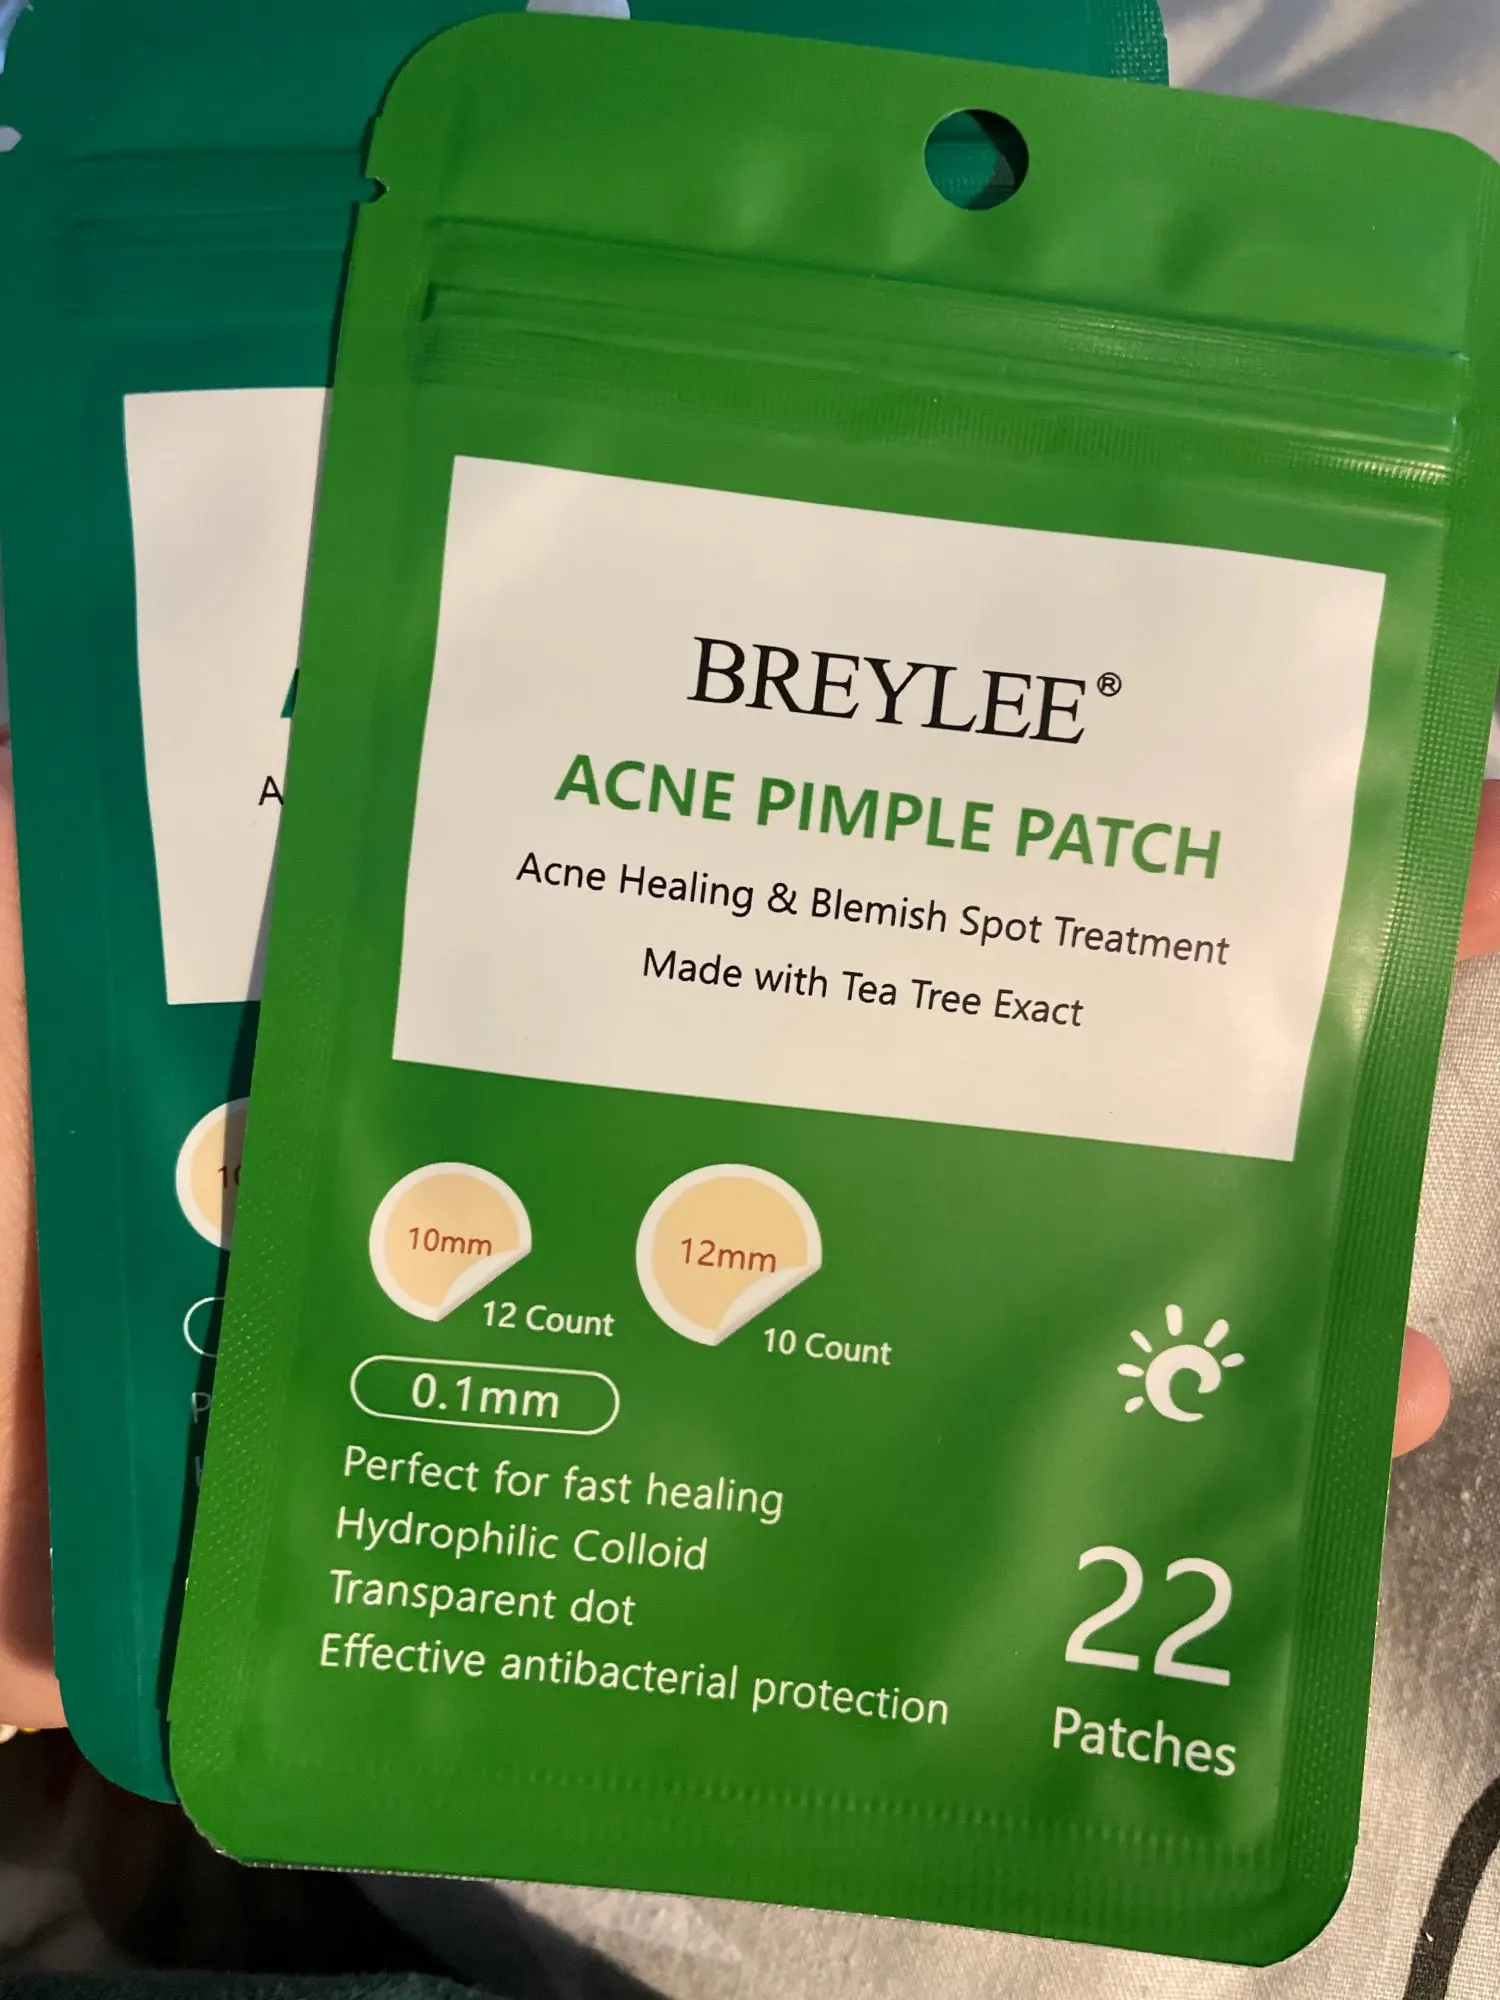 BREYLEE®
ACNE PIMPLE PATCH
Acne Healing & Blemish Spot Treatment
Made with Tea Tree Exact
10mm
12 Count
12mm
10 Count
0.1mm
Perfect for fast healing
Hydrophilic Colloid
Transparent dot
Effective antibacterial protection
22
Patches
A